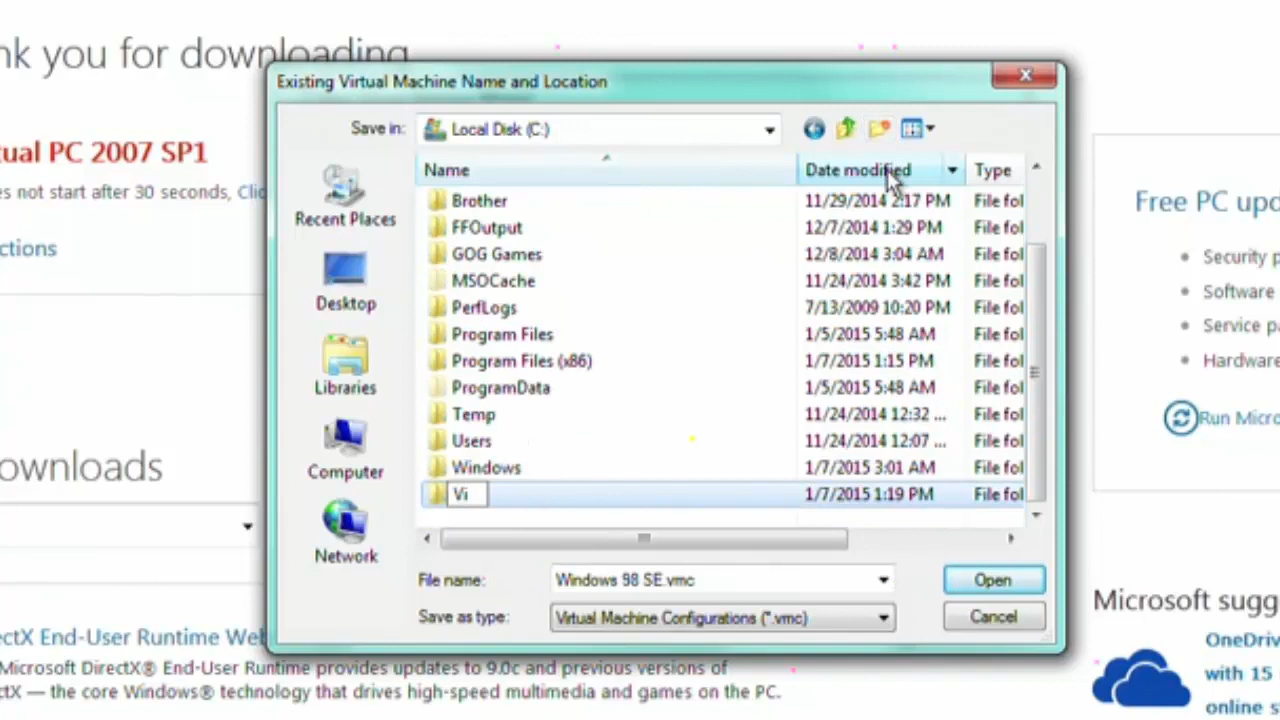 nk you for downloading
Existing Virtual Machine Name and Location
Save in:
Local Disk (C:)
tual PC 2007 SP1
es not start after 30 seconds, Clic
ctions
Recent Places
Desktop
Libraries
Computer
Network
Name
Date modified
Type
Brother
11/29/2014 2:17 PM
File fol
FFOutput
12/7/2014 1:29 PM
File fol
GOG Games
12/8/2014 3:04 AM
File fol
MSOCache
11/24/2014 3:42 PM
File fol
PerfLogs
7/13/2009 10:20 PM
File fol
Program Files
1/5/2015 5:48 AM
File fol
Program Files (x86)
1/7/2015 1:15 PM
File fol
ProgramData
1/5/2015 5:48 AM
File fol
Temp
11/24/2014 12:32 ...
File fol
Users
11/24/2014 12:07 ...
File fol
Windows
1/7/2015 3:01 AM
File fol
Vi
1/7/2015 1:19 PM
File fol
File name:
Windows 98 SE.vmc
Open
Save as type:
Virtual Machine Configurations (*.vmc)
Cancel
Free PC upd
• Security p
• Software
• Service pa
• Hardware
Run Micro
ownloads
ectX End-User Runtime Web
Microsoft DirectX® End-User Runtime provides updates to 9.0c and previous versions of
ctX — the core Windows® technology that drives high-speed multimedia and games on the PC.
Microsoft sugg
OneDriv
with 15
online s